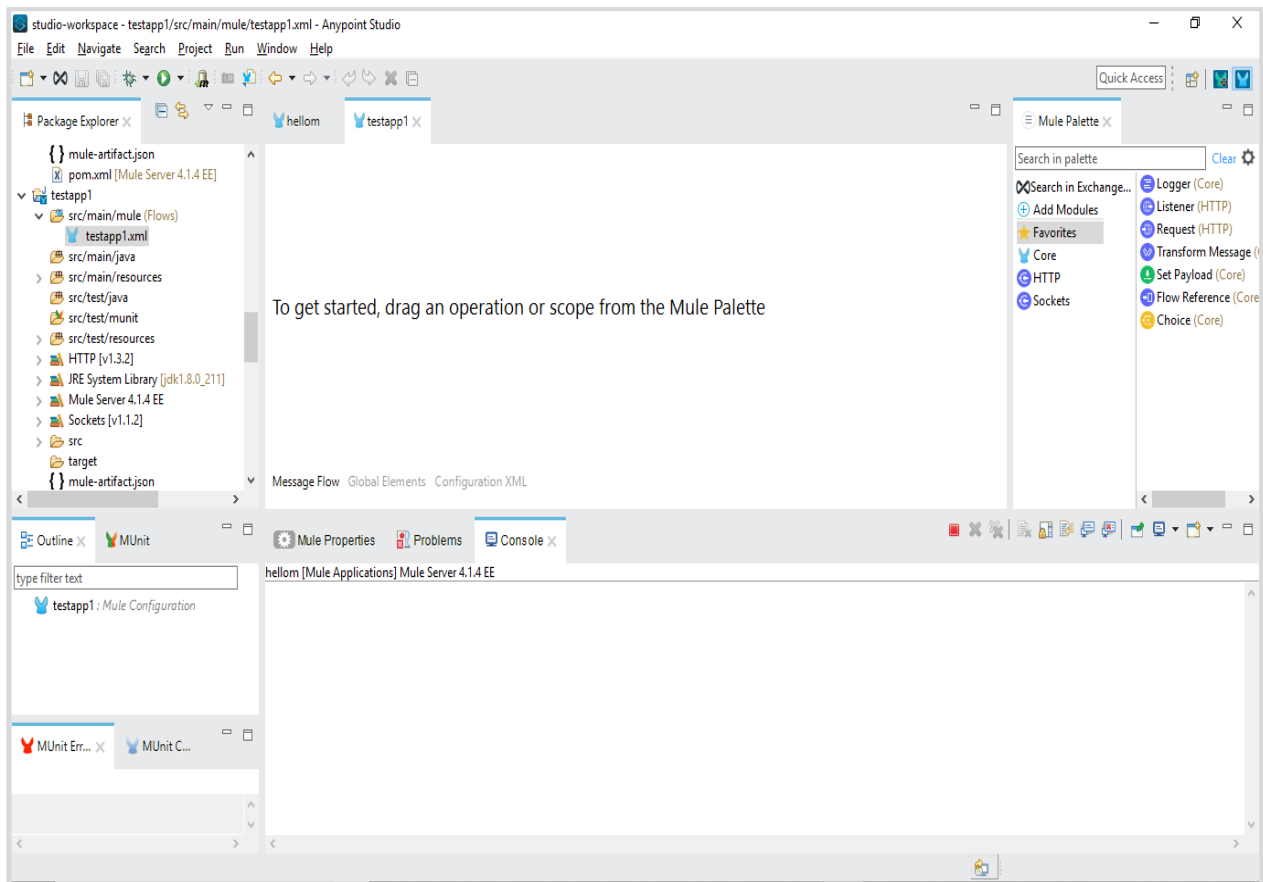 studio-workspace - testapp1/src/main/mule/testapp1.xml - Anypoint Studio
File Edit Navigate Search Project Run Window Help
Quick Access
Package Explorer
hellom
testapp1
Mule Palette
{ } mule-artifact.json
pom.xml [Mule Server 4.1.4 EE]
testapp1
src/main/mule (Flows)
testapp1.xml
src/main/java
src/main/resources
src/test/java
src/test/munit
src/test/resources
HTTP [v1.3.2]
JRE System Library [jdk1.8.0_211]
Mule Server 4.1.4 EE
Sockets [v1.1.2]
src
target
{ } mule-artifact.json
To get started, drag an operation or scope from the Mule Palette
Message Flow Global Elements Configuration XML
Search in palette
Clear
Search in Exchange...
Add Modules
Favorites
Core
HTTP
Sockets
Logger (Core)
Listener (HTTP)
Request (HTTP)
Transform Message (
Set Payload (Core)
Flow Reference (Core
Choice (Core)
Outline
MUnit
type filter text
testapp1 : Mule Configuration
Mule Properties
Problems
Console
hellom [Mule Applications] Mule Server 4.1.4 EE
MUnit Err...
MUnit C...